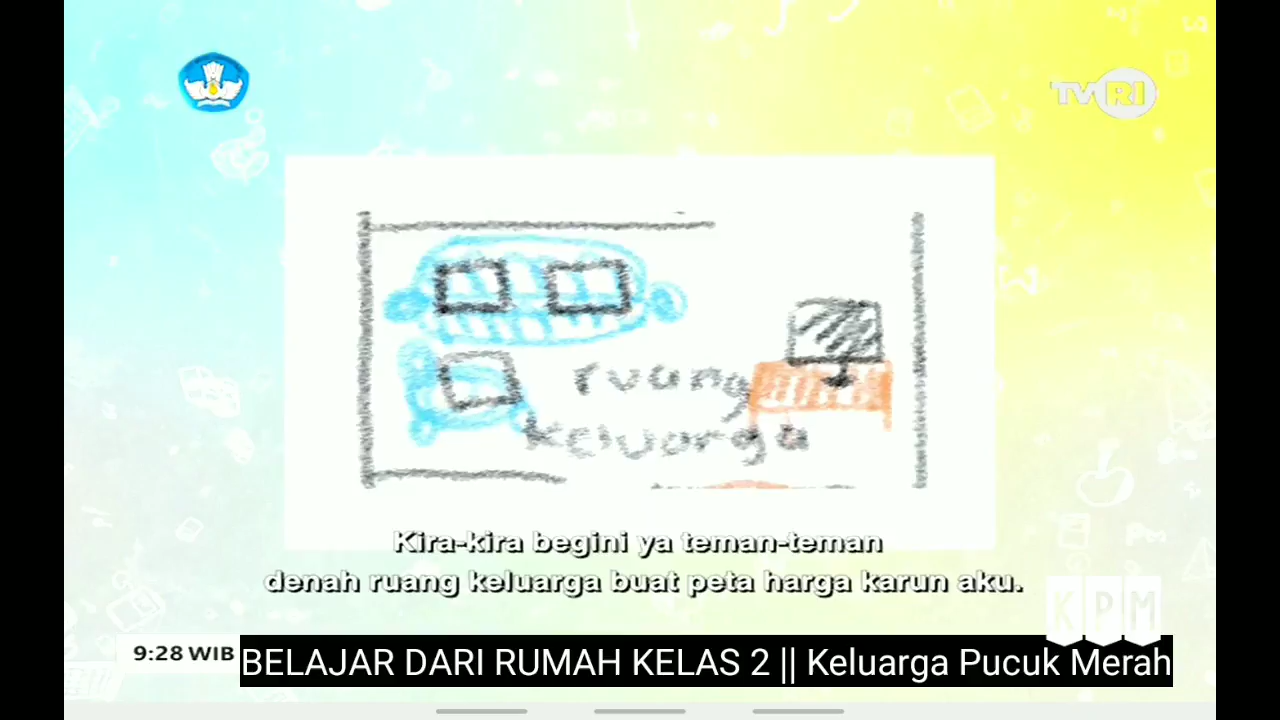 TVRI
ruang
keluarga
Kira-kira begini ya teman-teman
denah ruang keluarga buat peta harga karun aku.
KPM
9:28 WIB
BELAJAR DARI RUMAH KELAS 2 || Keluarga Pucuk Merah